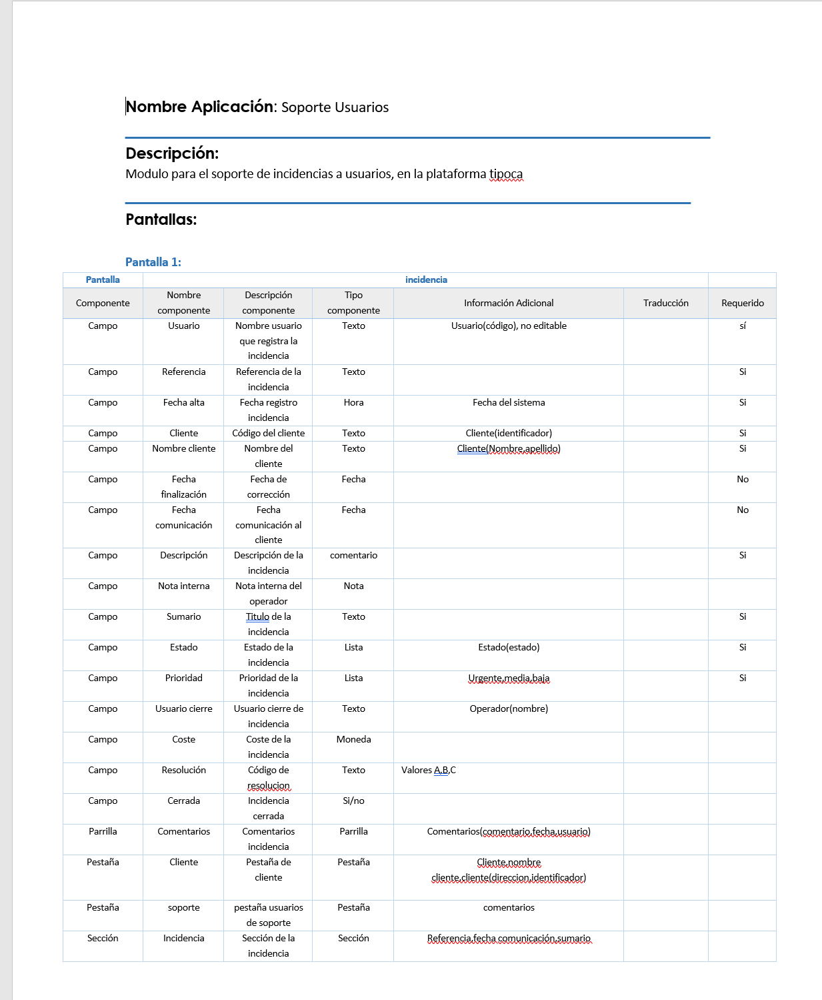 Nombre Aplicación: Soporte Usuarios
Descripción:
Modulo para el soporte de incidencias a usuarios, en la plataforma tipoca
Pantallas:
Pantalla 1:
Pantalla incidencia
Componente Nombre componente Descripción componente Tipo componente Información Adicional Traducción Requerido
Campo Usuario Nombre usuario que registra la incidencia Texto Usuario(código), no editable sí
Campo Referencia Referencia de la incidencia Texto Si
Campo Fecha alta Fecha registro incidencia Hora Fecha del sistema Si
Campo Cliente Código del cliente Texto Cliente(identificador) Si
Campo Nombre cliente Nombre del cliente Texto Cliente(Nombre,apellido) Si
Campo Fecha finalización Fecha de corrección Fecha No
Campo Fecha comunicación Fecha comunicación al cliente Fecha No
Campo Descripción Descripción de la incidencia comentario Si
Campo Nota interna Nota interna del operador Nota
Campo Sumario Titulo de la incidencia Texto Si
Campo Estado Estado de la incidencia Lista Estado(estado) Si
Campo Prioridad Prioridad de la incidencia Lista Urgente,media,baja Si
Campo Usuario cierre Usuario cierre de incidencia Texto Operador(nombre)
Campo Coste Coste de la incidencia Moneda
Campo Resolución Código de resolucion Texto Valores A,B,C
Campo Cerrada Incidencia cerrada Si/no
Parrilla Comentarios Comentarios incidencia Parrilla Comentarios(comentario,fecha,usuario)
Pestaña Cliente Pestaña de cliente Pestaña Cliente,nombre cliente,cliente(direccion,identificador)
Pestaña soporte pestaña usuarios de soporte Pestaña comentarios
Sección Incidencia Sección de la incidencia Sección Referencia,fecha comunicación,sumario